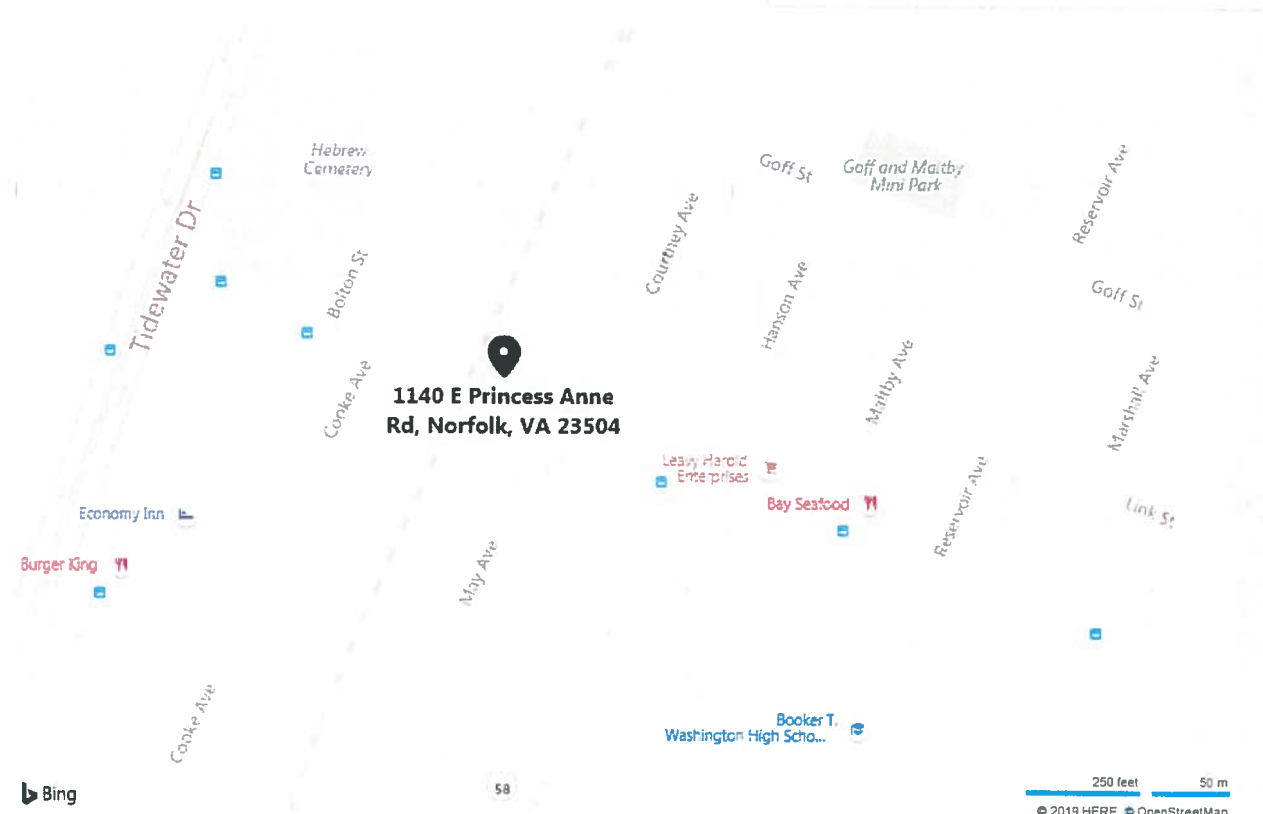 Hebrew
Cemetery
Goff St
Goff and Maltby
Mini Park
Reservoir Ave
Tidewater Dr
Courtney Ave
Bolton St
Hanson Ave
Goff St
1140 E Princess Anne
Rd, Norfolk, VA 23504
Cooke Ave
Maltby Ave
Marshall Ave
Leavy Harold
Enterprises
Bay Seafood
Reservoir Ave
Link St
Economy Inn
Burger King
May Ave
Cooke Ave
Booker T.
Washington High Scho...
Bing
58
250 feet
50 m
© 2019 HERE, © OpenStreetMap